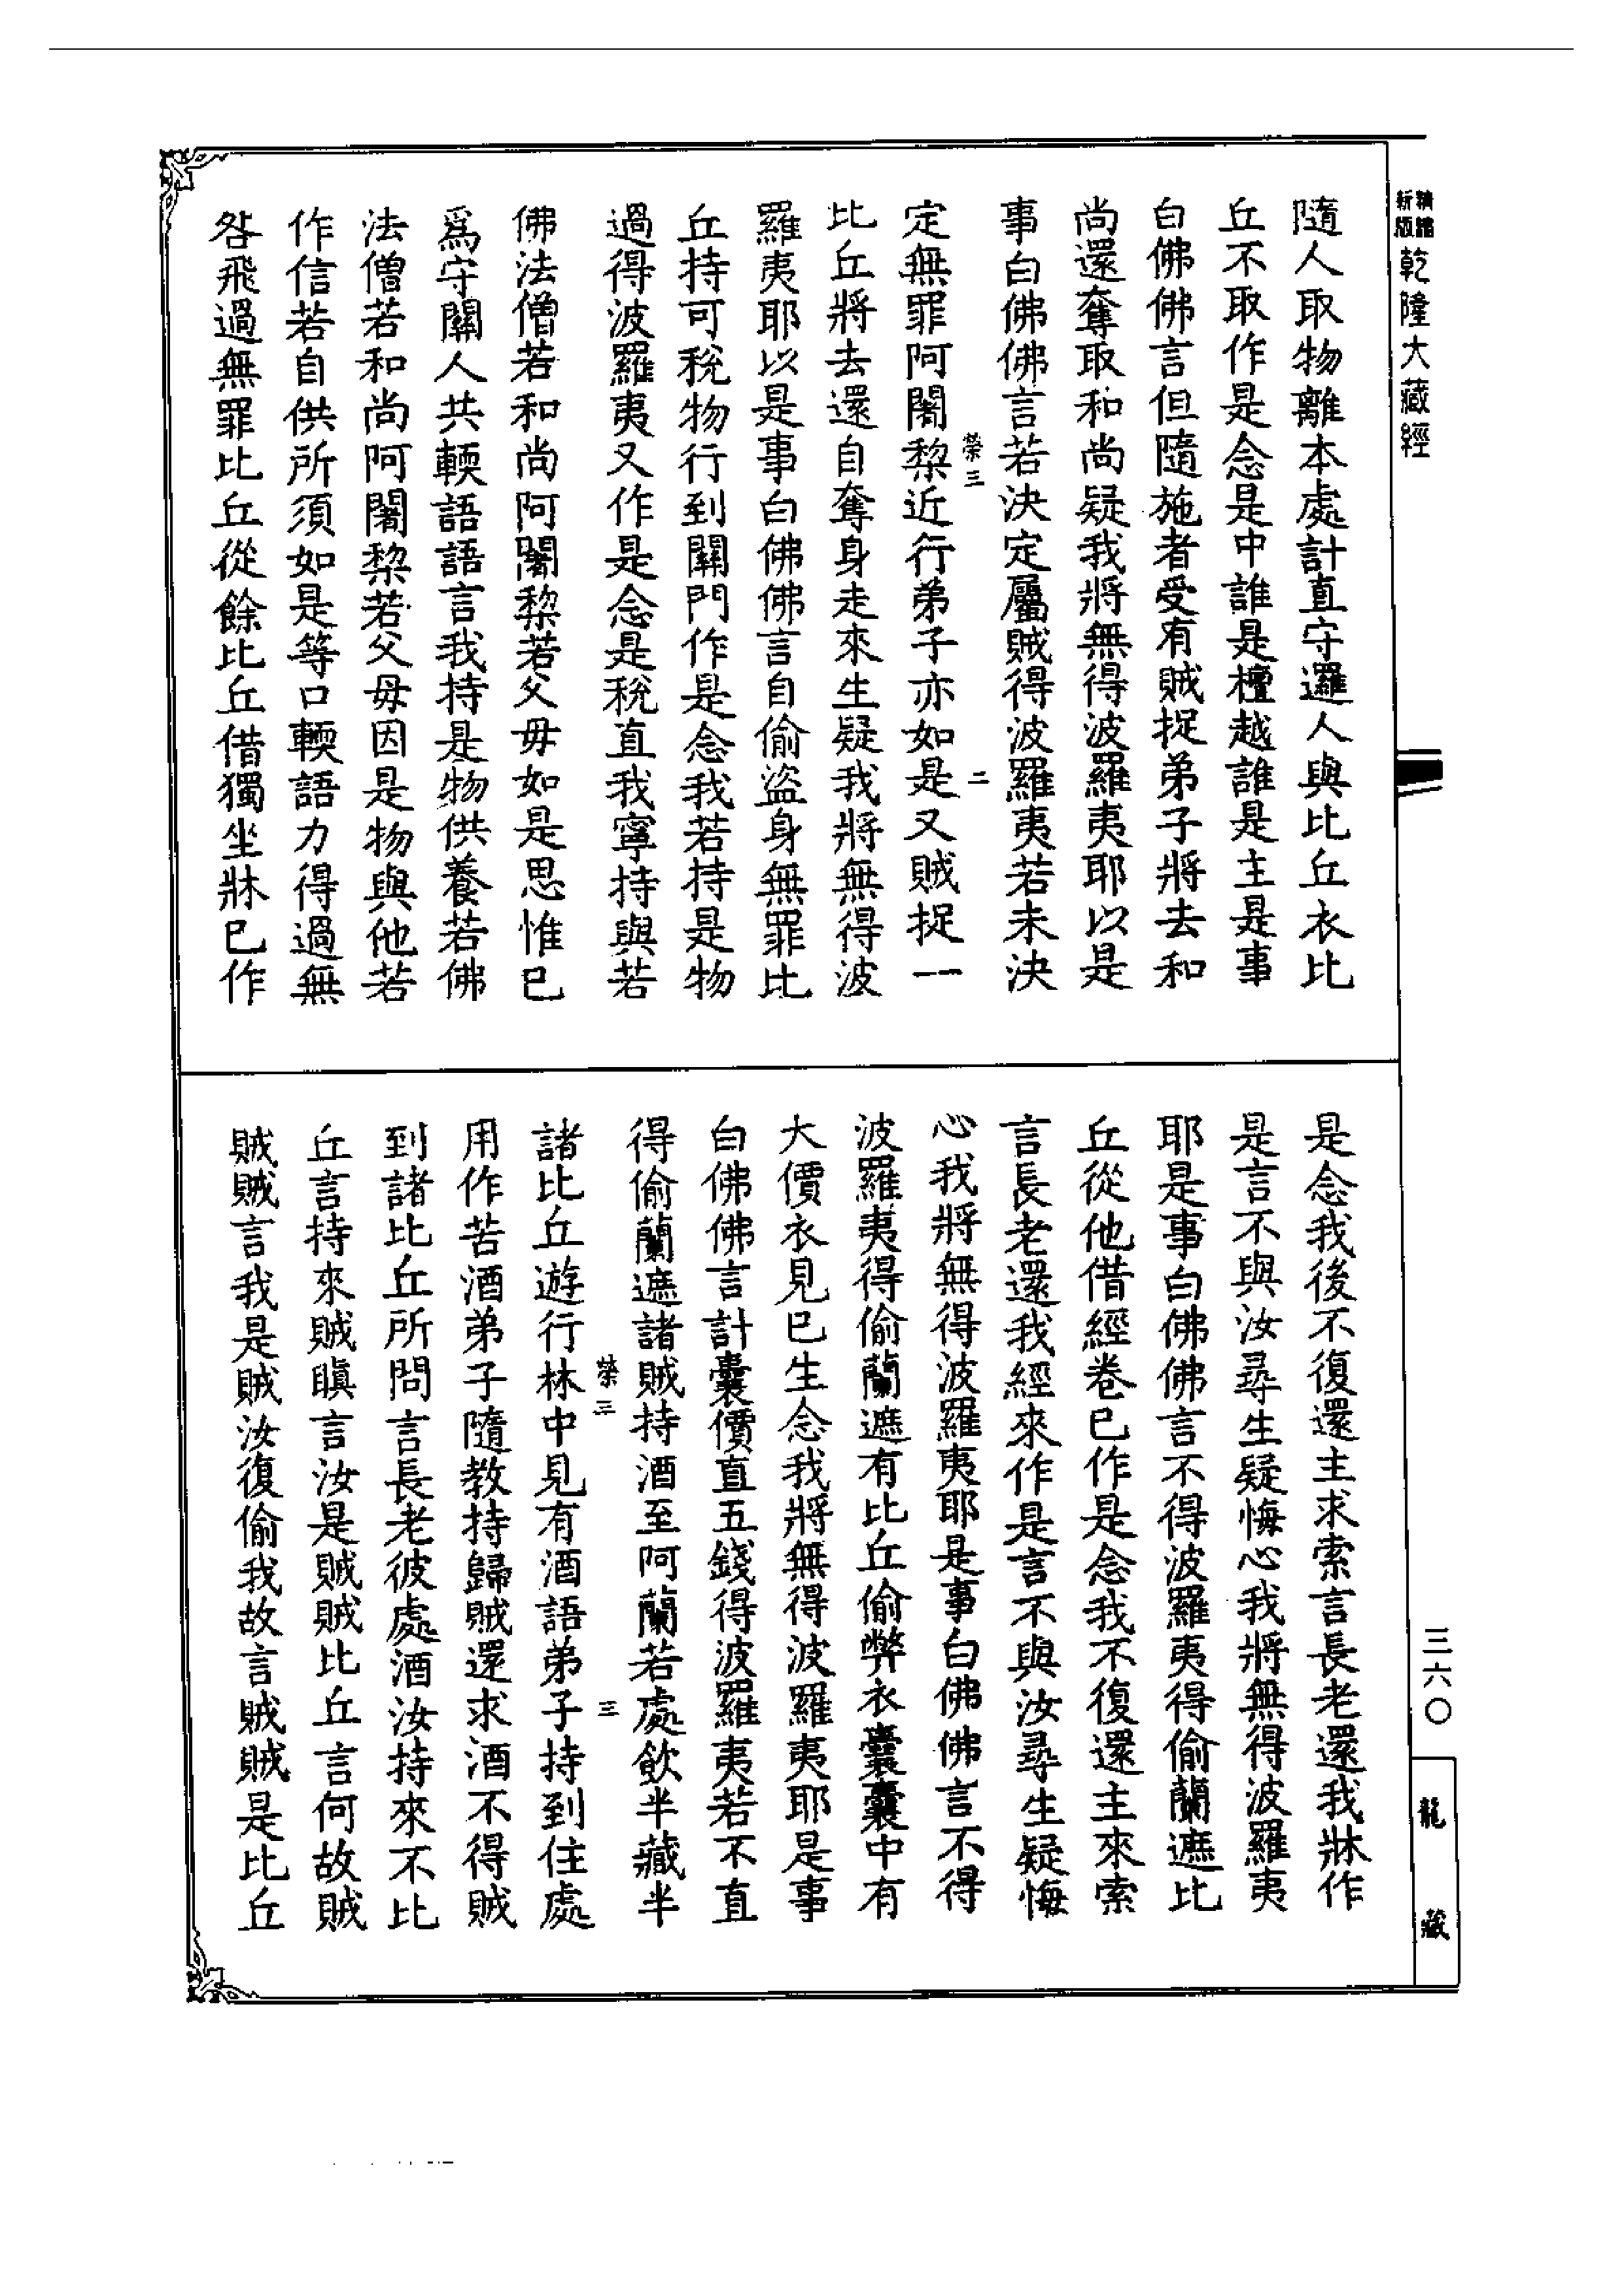 新版精縮乾隆大藏經
隨人取物離本處計直守邏人與比丘衣比
丘不取作是念是中誰是檀越誰是主是事
白佛佛言但隨施者受有賊捉弟子將去和
尚還奪取和尚疑我將無得波羅夷耶以是
事白佛佛言若決定屬賊得波羅夷若未決
榮三 二
定無罪阿闍梨近行弟子亦如是又賊捉一
比丘將去還自奪身走來生疑我將無得波
羅夷耶以是事白佛佛言自偷盜身無罪比
丘持可稅物行到關門作是念我若持是物
過得波羅夷又作是念是稅直我寧持與若
佛法僧若和尚阿闍梨若父母如是思惟已
為守關人共輭語語言我持是物供養若佛
法僧若和尚阿闍梨若父母因是物與他若
作信若自供所須如是等口輭語力得過無
咎飛過無罪比丘從餘比丘借獨坐牀已作
是念我後不復還主求索言長老還我牀作
是言不與汝尋生疑悔心我將無得波羅夷
耶是事白佛佛言不得波羅夷得偷蘭遮比
丘從他借經卷已作是念我不復還主來索
言長老還我經來作是言不與汝尋生疑悔
心我將無得波羅夷耶是事白佛佛言不得
波羅夷得偷蘭遮有比丘偷弊衣囊囊中有
大價衣見已生念我將無得波羅夷耶是事
白佛佛言計囊價直五錢得波羅夷若不直
得偷蘭遮諸賊持酒至阿蘭若處飲半藏半
榮三 三
諸比丘遊行林中見有酒語弟子持到住處
用作苦酒弟子隨教持歸賊還求酒不得賊
到諸比丘所問言長老彼處酒汝持來不比
丘言持來賊瞋言汝是賊賊比丘言何故賊
賊賊言我是賊汝復偷我故言賊賊是比丘
三六〇
龍藏